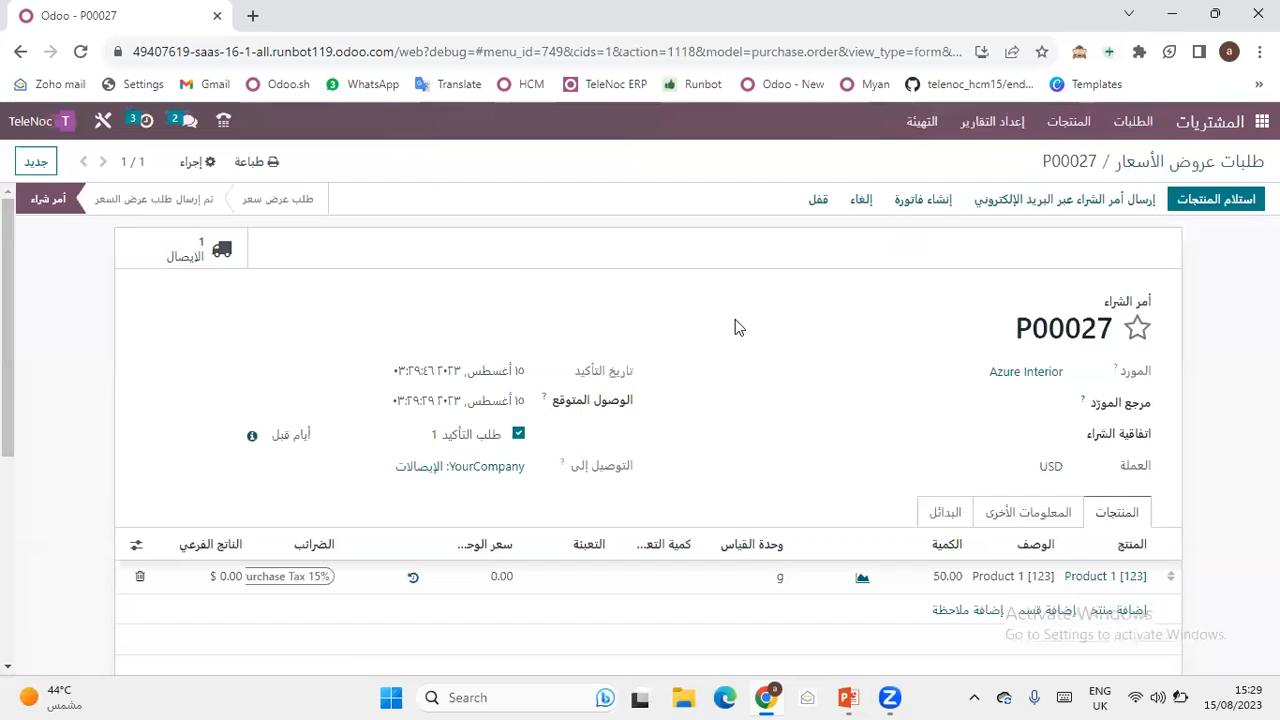 Odoo - P00027
49407619-saas-16-1-all.runbot119.odoo.com/web?debug=#menu_id=749&cids=1&action=1118&model=purchase.order&view_type=form&...
Zoho mail Settings Gmail Odoo.sh WhatsApp Translate HCM TeleNoc ERP Runbot Odoo - New Myan telenoc_hcm15/end... Templates
المشتريات الطلبات المنتجات إعداد التقارير التهيئة 2 3 TeleNoc T
طلبات عروض الأسعار / P00027 طباعة إجراء 1 / 1 جديد
استلام المنتجات إرسال أمر الشراء عبر البريد الإلكتروني إنشاء فاتورة إلغاء قفل طلب عرض سعر تم إرسال طلب عرض السعر أمر شراء
1
الإيصال
أمر الشراء
P00027
المورد ? Azure Interior تاريخ التأكيد ١٥ أغسطس, ٢٠٢٣ ٠٣:٢٩:٤٦
مرجع المورّد ? الوصول المتوقع ? ١٥ أغسطس, ٢٠٢٣ ٠٣:٢٩:٢٩
اتفاقية الشراء طلب التأكيد 1 أيام قبل
العملة USD التوصيل إلى ? YourCompany: الإيصالات
المنتجات المعلومات الأخرى البدائل
المنتج الوصف الكمية وحدة القياس كمية التعـ... التعبئة سعر الوحـ... الضرائب الناتج الفرعي
[123] Product 1 [123] Product 1 50.00 g 0.00 urchase Tax 15% $ 0.00
إضافة منتج إضافة قسم إضافة ملاحظة
Activate Windows
Go to Settings to activate Windows.
44°C
مشمس
Search
ENG
UK
15:29
15/08/2023